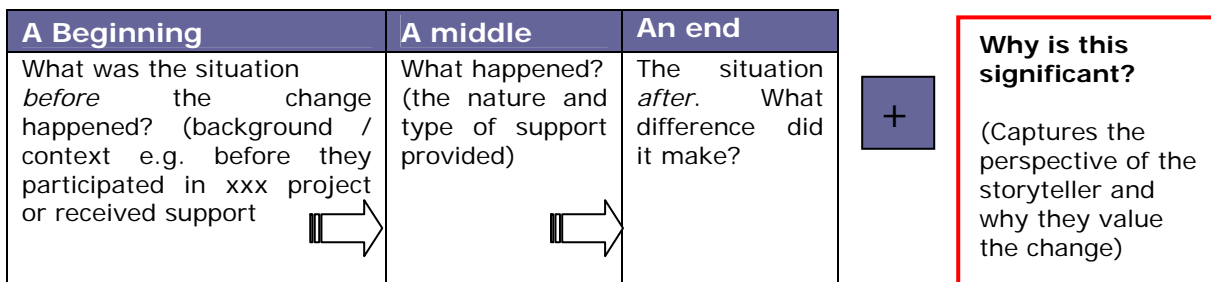 A Beginning
What was the situation
before the change
happened? (background /
context e.g. before they
participated in xxx project
or received support
A middle
What happened?
(the nature and
type of support
provided)
An end
The situation
after. What
difference did
it make?
+
Why is this
significant?
(Captures the
perspective of the
storyteller and
why they value
the change)